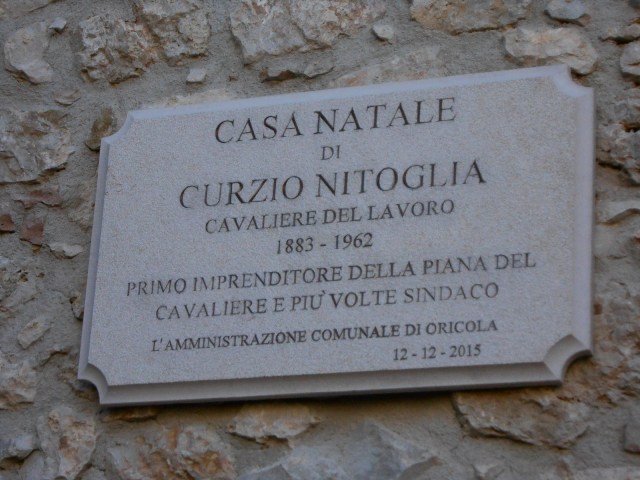 CASA NATALE
DI
CURZIO NITOGLIA
CAVALIERE DEL LAVORO
1883 - 1962
PRIMO IMPRENDITORE DELLA PIANA DEL
CAVALIERE E PIU' VOLTE SINDACO
L'AMMINISTRAZIONE COMUNALE DI ORICOLA
12 - 12 - 2015